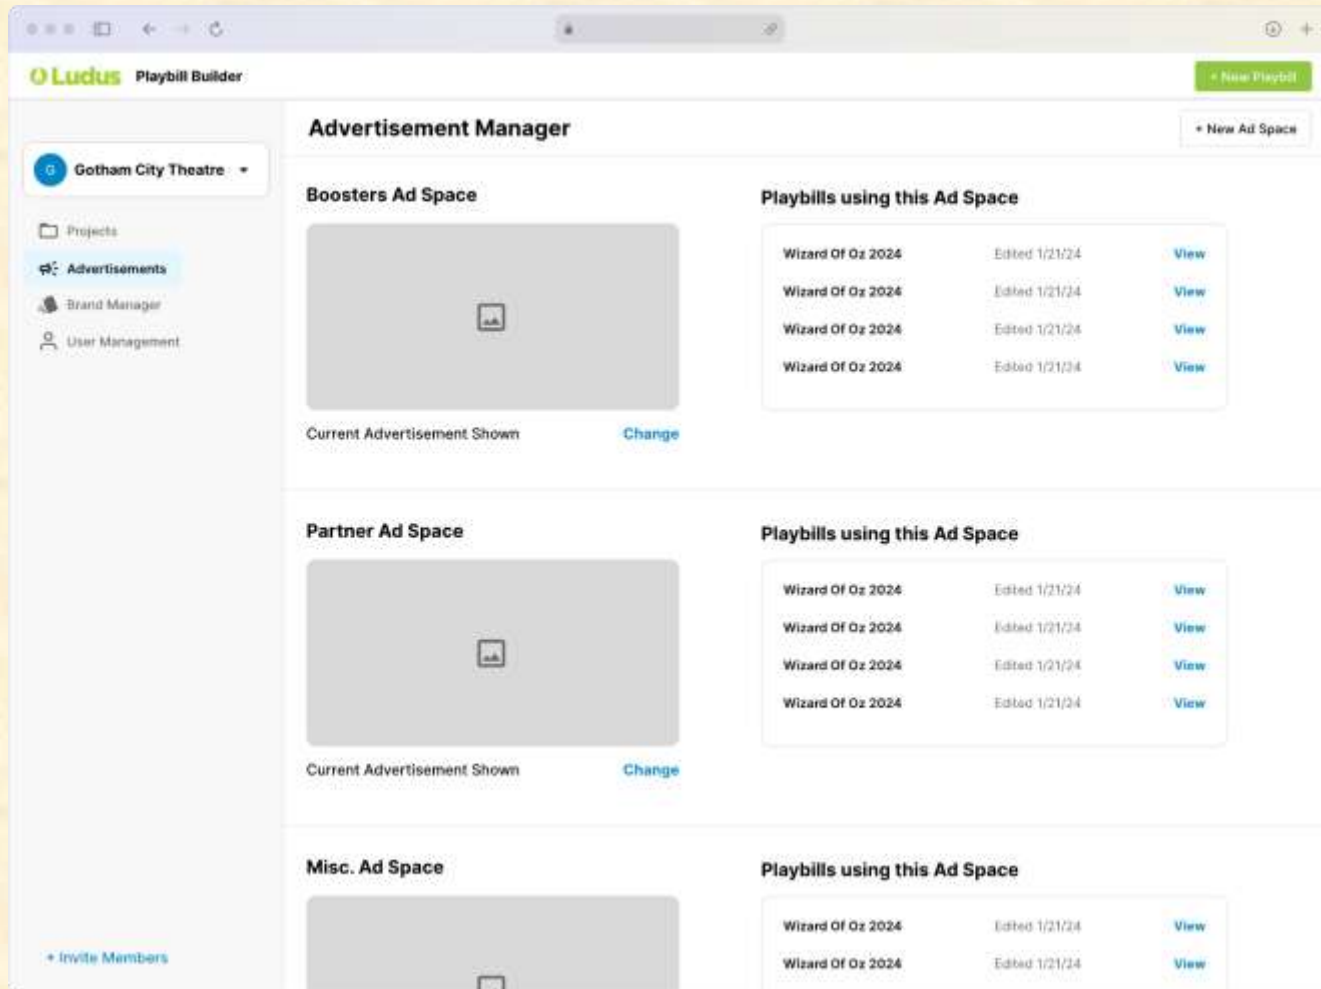 Ludus Playbill Builder
+ New Playbill
Gotham City Theatre
Projects
Advertisements
Brand Manager
User Management
+ Invite Members
Advertisement Manager
+ New Ad Space
Boosters Ad Space
Current Advertisement Shown Change
Playbills using this Ad Space
Wizard Of Oz 2024 Edited 1/21/24 View
Wizard Of Oz 2024 Edited 1/21/24 View
Wizard Of Oz 2024 Edited 1/21/24 View
Wizard Of Oz 2024 Edited 1/21/24 View
Partner Ad Space
Current Advertisement Shown Change
Playbills using this Ad Space
Wizard Of Oz 2024 Edited 1/21/24 View
Wizard Of Oz 2024 Edited 1/21/24 View
Wizard Of Oz 2024 Edited 1/21/24 View
Wizard Of Oz 2024 Edited 1/21/24 View
Misc. Ad Space
Playbills using this Ad Space
Wizard Of Oz 2024 Edited 1/21/24 View
Wizard Of Oz 2024 Edited 1/21/24 View